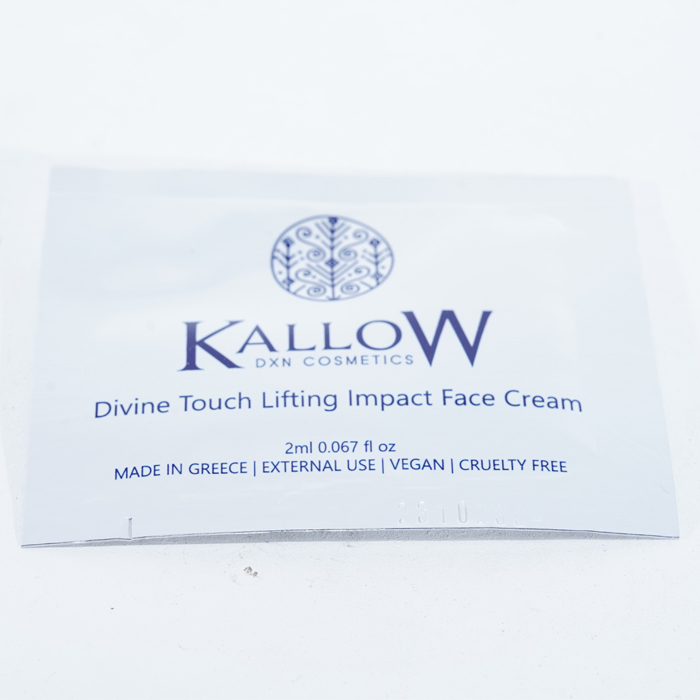 KALLOW
DXN COSMETICS
Divine Touch Lifting Impact Face Cream
2ml 0.067 fl oz
MADE IN GREECE | EXTERNAL USE | VEGAN | CRUELTY FREE